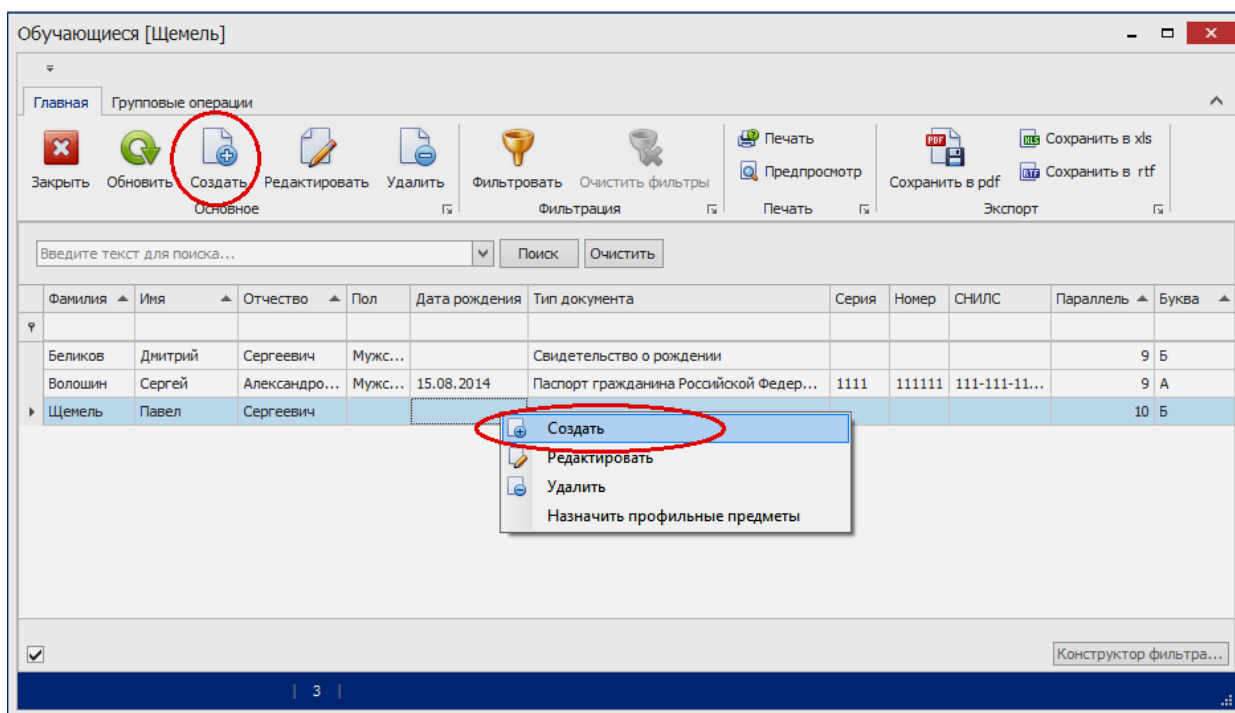 Обучающиеся [Щемель]
Главная Групповые операции
Закрыть Обновить Создать Редактировать Удалить Фильтровать Очистить фильтры Печать Предпросмотр Сохранить в pdf Сохранить в xls Сохранить в rtf
Основное Фильтрация Печать Экспорт
Введите текст для поиска... Поиск Очистить
Фамилия Имя Отчество Пол Дата рождения Тип документа Серия Номер СНИЛС Параллель Буква
Беликов Дмитрий Сергеевич Мужс... Свидетельство о рождении 9 Б
Волошин Сергей Александро... Мужс... 15.08.2014 Паспорт гражданина Российской Федер... 1111 111111 111-111-11... 9 А
Щемель Павел Сергеевич 10 Б
Создать
Редактировать
Удалить
Назначить профильные предметы
Конструктор фильтра...
3